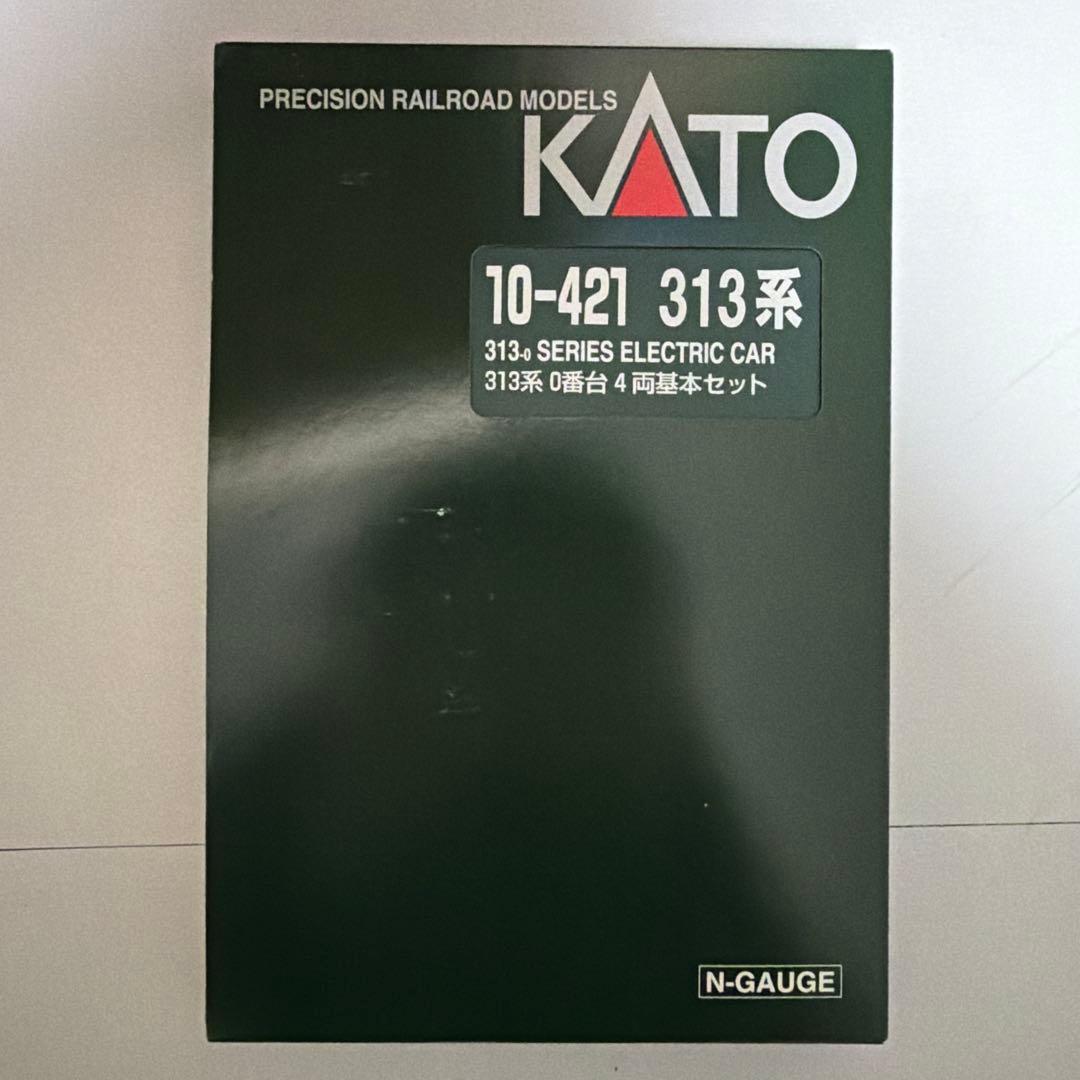 PRECISION RAILROAD MODELS
KATO
10-421 313系
313-0 SERIES ELECTRIC CAR
313系 0番台 4両基本セット
N-GAUGE